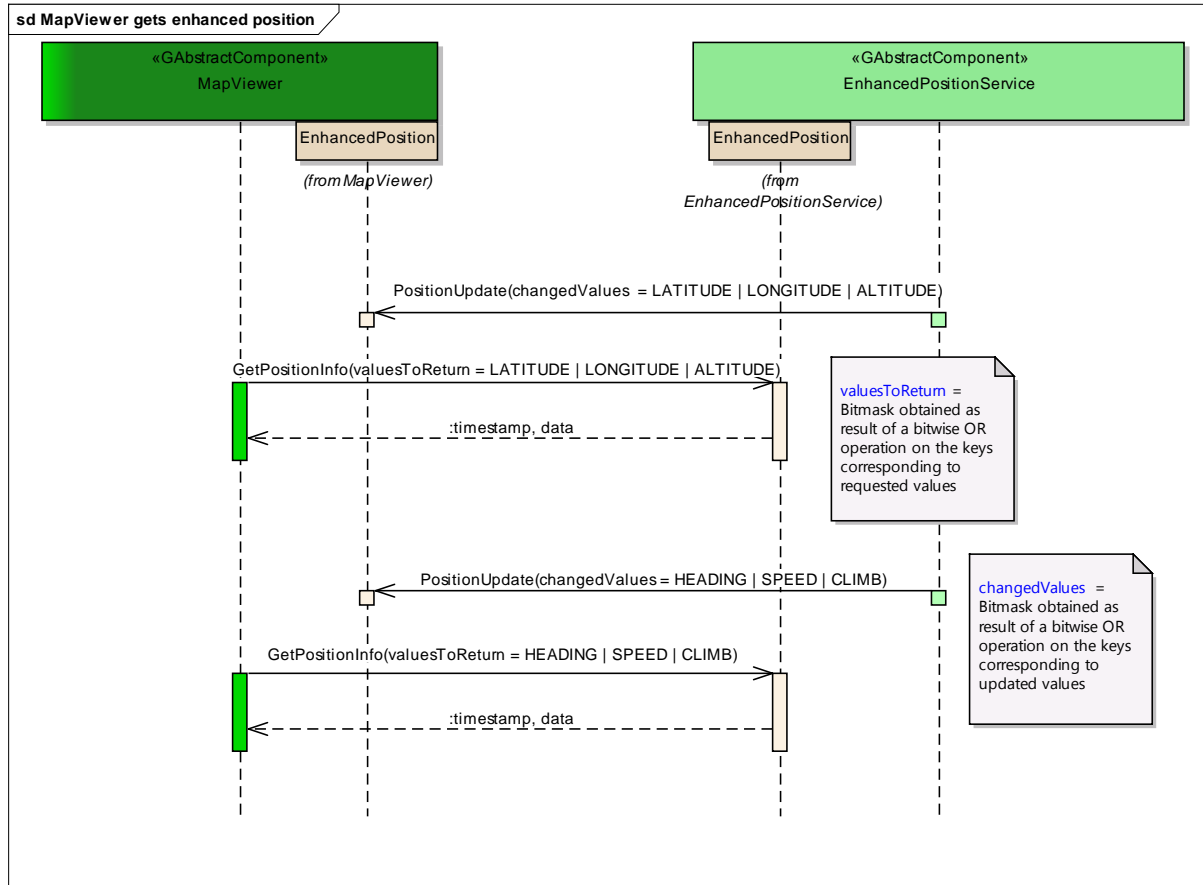 sd MapViewer gets enhanced position
«GAbstractComponent»
MapViewer
«GAbstractComponent»
EnhancedPositionService
EnhancedPosition
EnhancedPosition
(from MapViewer)
(from
EnhancedPositionService)
PositionUpdate(changedValues = LATITUDE | LONGITUDE | ALTITUDE)
GetPositionInfo(valuesToReturn = LATITUDE | LONGITUDE | ALTITUDE)
:timestamp, data
valuesToReturn =
Bitmask obtained as
result of a bitwise OR
operation on the keys
corresponding to
requested values
PositionUpdate(changedValues = HEADING | SPEED | CLIMB)
changedValues =
Bitmask obtained as
result of a bitwise OR
operation on the keys
corresponding to
updated values
GetPositionInfo(valuesToReturn = HEADING | SPEED | CLIMB)
:timestamp, data